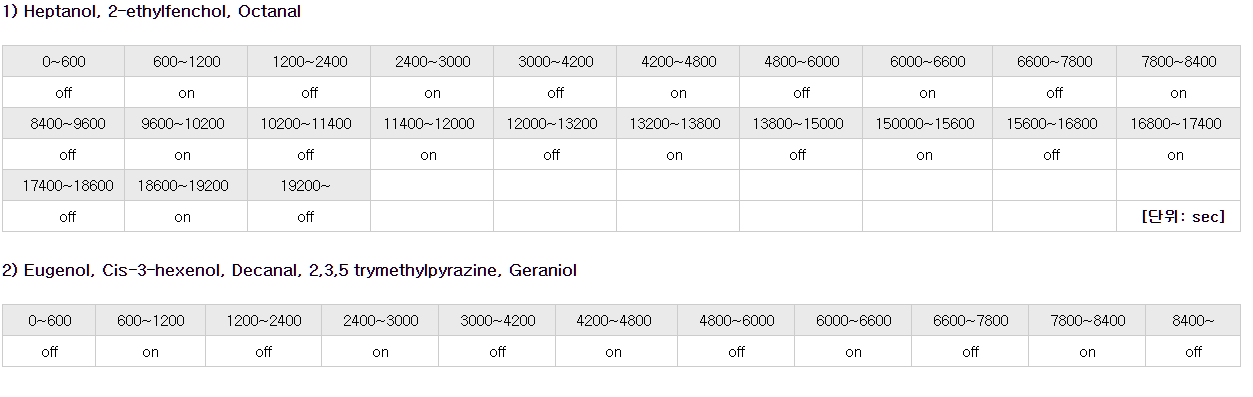 1) Heptanol, 2-ethylfenchol, Octanal
0~600 600~1200 1200~2400 2400~3000 3000~4200 4200~4800 4800~6000 6000~6600 6600~7800 7800~8400
off on off on off on off on off on
8400~9600 9600~10200 10200~11400 11400~12000 12000~13200 13200~13800 13800~15000 150000~15600 15600~16800 16800~17400
off on off on off on off on off on
17400~18600 18600~19200 19200~
off on off [단위: sec]
2) Eugenol, Cis-3-hexenol, Decanal, 2,3,5 trymethylpyrazine, Geraniol
0~600 600~1200 1200~2400 2400~3000 3000~4200 4200~4800 4800~6000 6000~6600 6600~7800 7800~8400 8400~
off on off on off on off on off on off